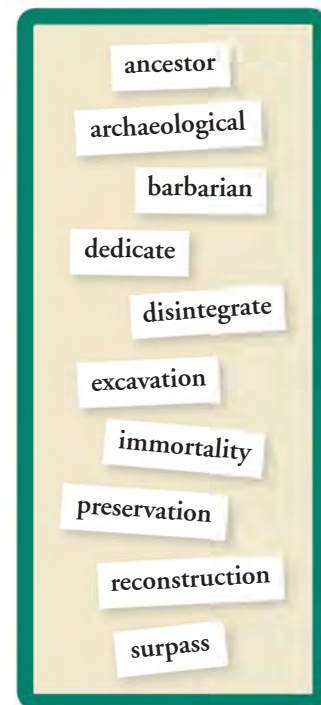 ancestor
archaeological
barbarian
dedicate
disintegrate
excavation
immortality
preservation
reconstruction
surpass